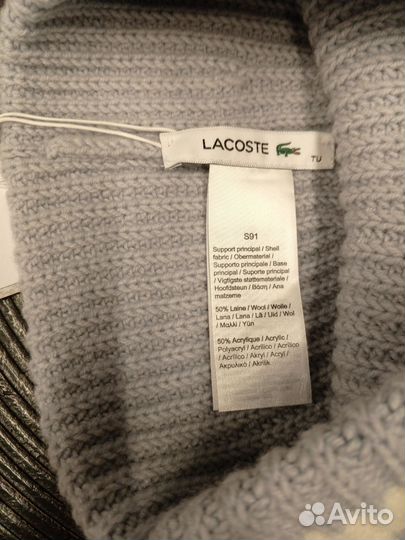 LACOSTE
TU
S91
Support principal / Shell
fabric / Obermaterial /
Supporto principale / Base
principal / Suporte principal
/ Vigtigste støttemateriale /
Hoofdsteun / Βάση / Ana
malzeme
50% Laine / Wool / Wolle /
Lana / Lana / Lã / Uld / Wol
/ Μαλλί / Yün
50% Acrylique / Acrylic /
Polyacryl / Acrilico / Acrílico
/ Acrílico / Akryl / Acryl /
Ακρυλικό / Akrilik
Avito